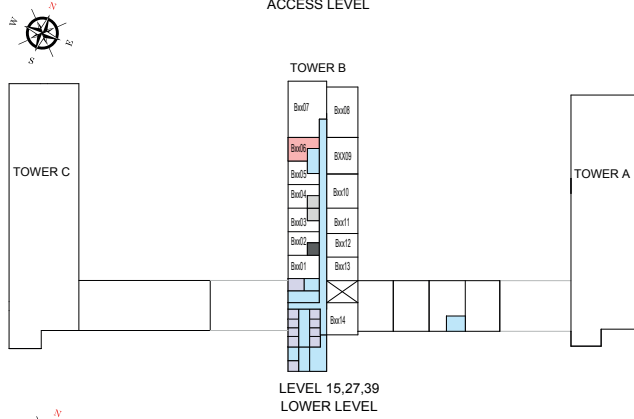 ACCESS LEVEL
N
W
E
S
TOWER B
Bxx07
Bxx08
Bxx06
BXX09
Bxx05
TOWER C
TOWER A
Bxx04
Bxx10
Bxx03
Bxx11
Bxx02
Bxx12
Bxx01
Bxx13
Bxx14
LEVEL 15,27,39
LOWER LEVEL
N